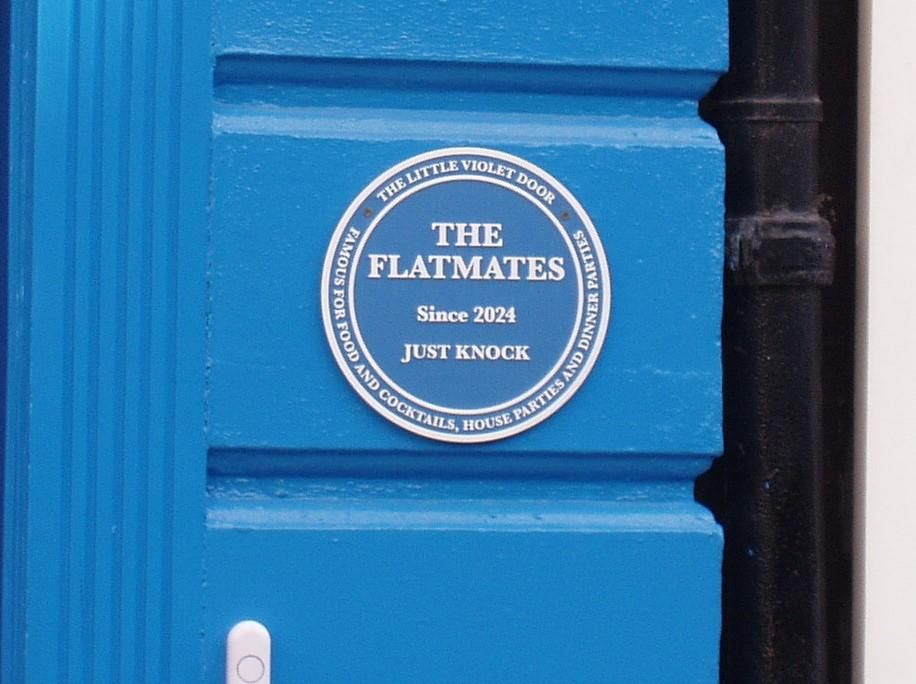 THE LITTLE VIOLET DOOR
THE
FLATMATES
Since 2024
JUST KNOCK
FAMOUS FOR FOOD AND COCKTAILS, HOUSE PARTIES AND DINNER PARTIES